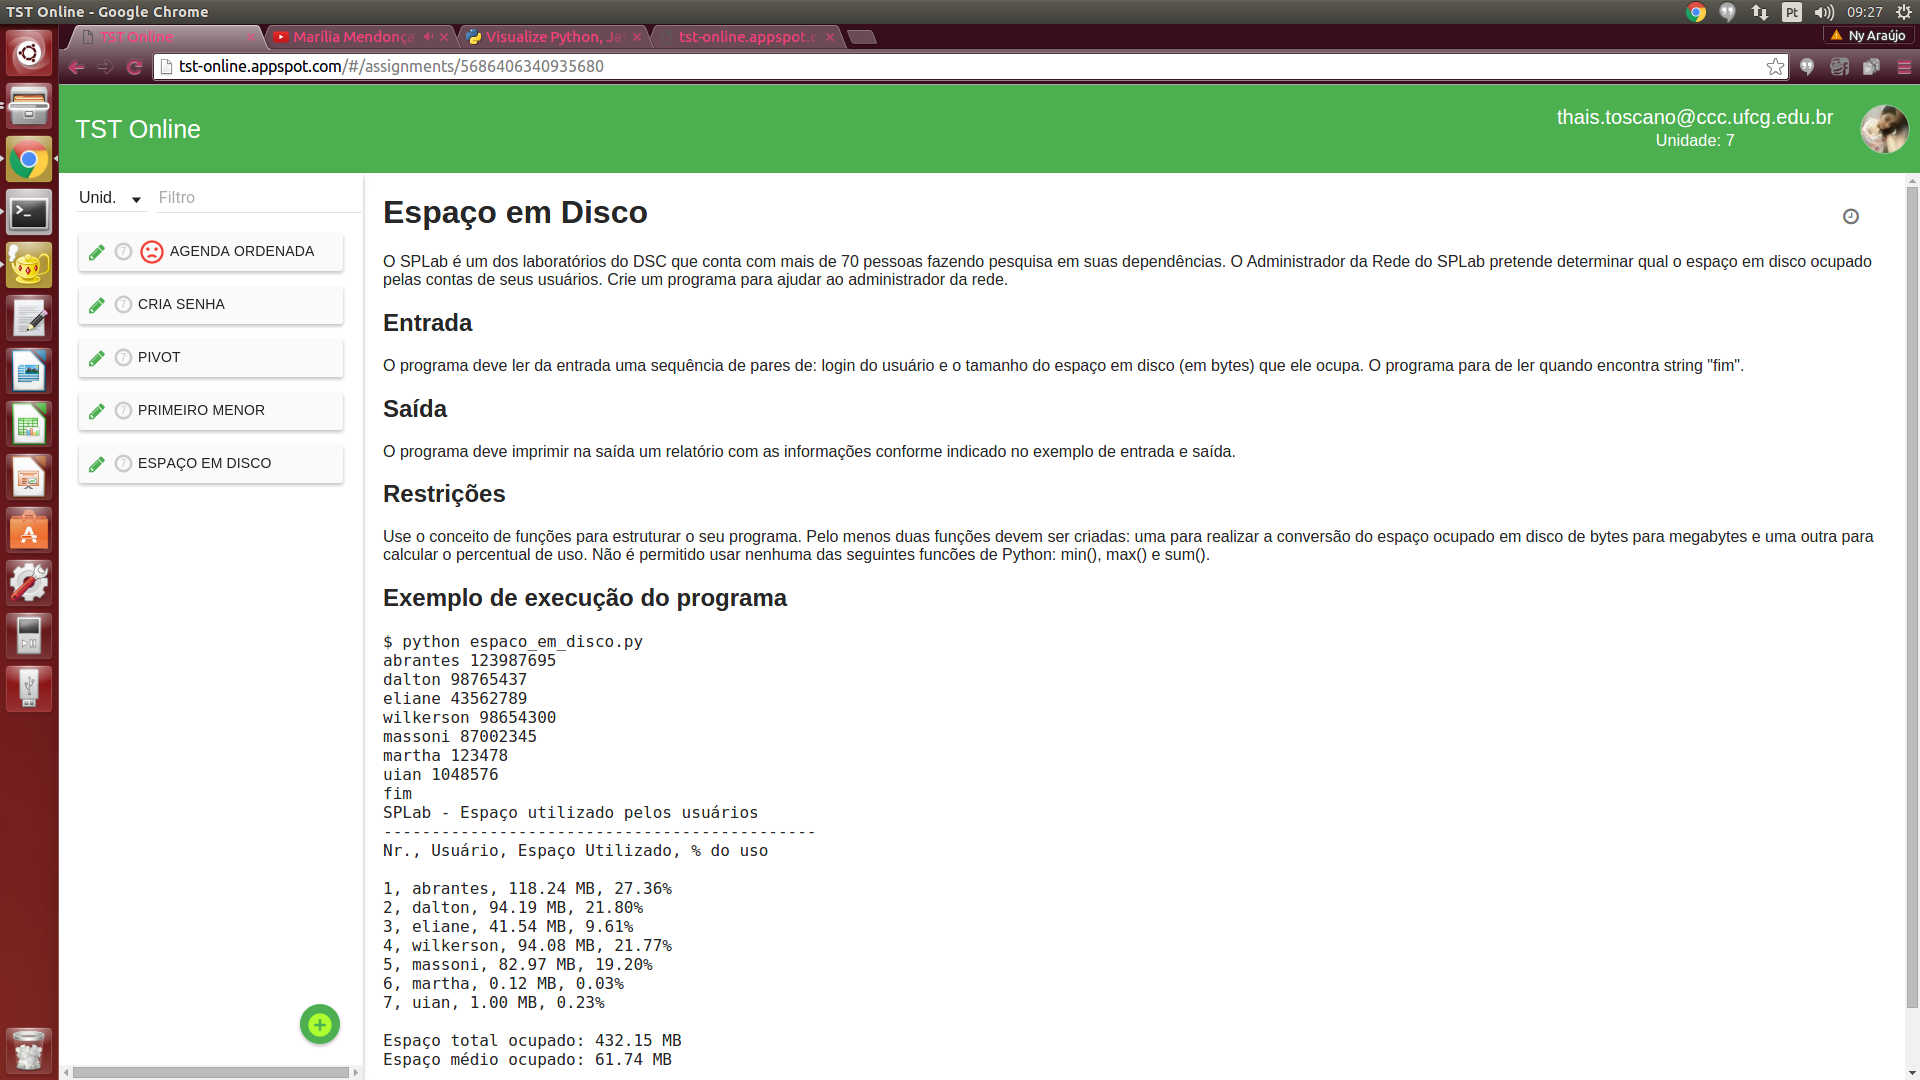 TST Online - Google Chrome
Pt
09:27
TST Online
Marília Mendonça
Visualize Python, Ja
tst-online.appspot.c
Ny Araújo
tst-online.appspot.com/#/assignments/5686406340935680
TST Online
thais.toscano@ccc.ufcg.edu.br
Unidade: 7
Unid.
Filtro
7 AGENDA ORDENADA
7 CRIA SENHA
7 PIVOT
7 PRIMEIRO MENOR
7 ESPAÇO EM DISCO
Espaço em Disco
O SPLab é um dos laboratórios do DSC que conta com mais de 70 pessoas fazendo pesquisa em suas dependências. O Administrador da Rede do SPLab pretende determinar qual o espaço em disco ocupado
pelas contas de seus usuários. Crie um programa para ajudar ao administrador da rede.
Entrada
O programa deve ler da entrada uma sequência de pares de: login do usuário e o tamanho do espaço em disco (em bytes) que ele ocupa. O programa para de ler quando encontra string "fim".
Saída
O programa deve imprimir na saída um relatório com as informações conforme indicado no exemplo de entrada e saída.
Restrições
Use o conceito de funções para estruturar o seu programa. Pelo menos duas funções devem ser criadas: uma para realizar a conversão do espaço ocupado em disco de bytes para megabytes e uma outra para
calcular o percentual de uso. Não é permitido usar nenhuma das seguintes funcões de Python: min(), max() e sum().
Exemplo de execução do programa
$ python espaco_em_disco.py
abrantes 123987695
dalton 98765437
eliane 43562789
wilkerson 98654300
massoni 87002345
martha 123478
uian 1048576
fim
SPLab - Espaço utilizado pelos usuários
---------------------------------------------
Nr., Usuário, Espaço Utilizado, % do uso
1, abrantes, 118.24 MB, 27.36%
2, dalton, 94.19 MB, 21.80%
3, eliane, 41.54 MB, 9.61%
4, wilkerson, 94.08 MB, 21.77%
5, massoni, 82.97 MB, 19.20%
6, martha, 0.12 MB, 0.03%
7, uian, 1.00 MB, 0.23%
Espaço total ocupado: 432.15 MB
Espaço médio ocupado: 61.74 MB